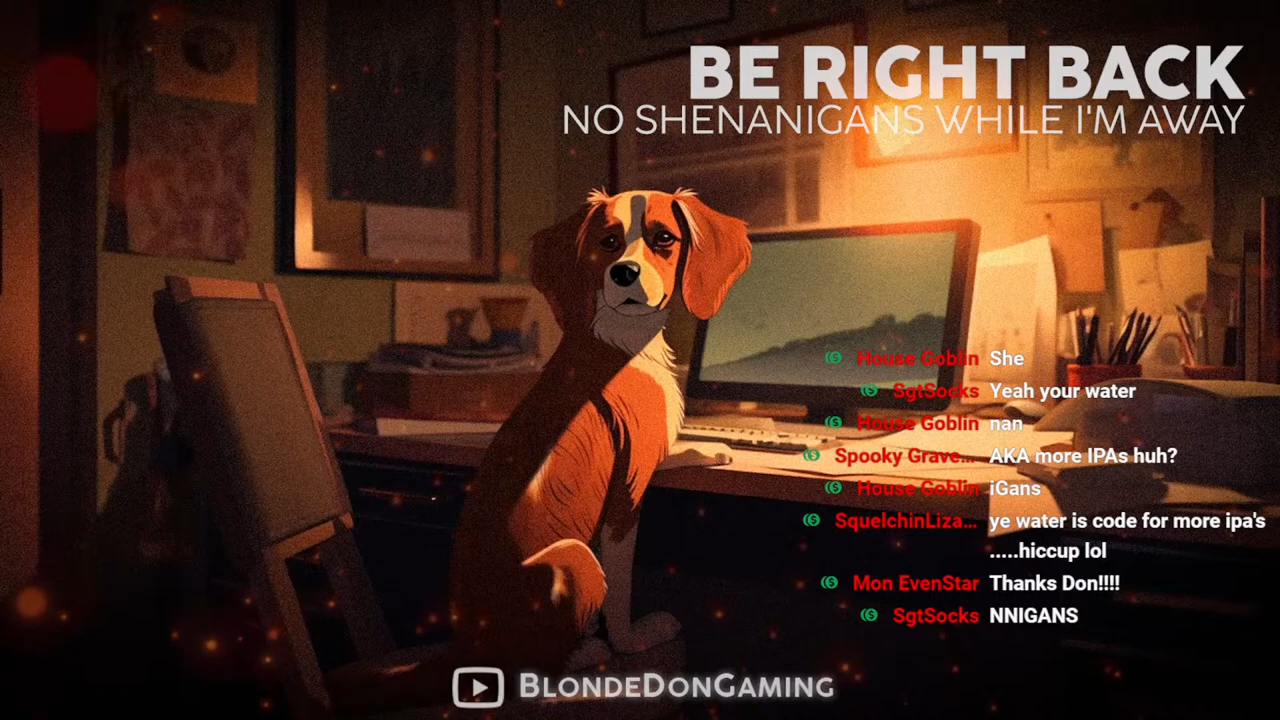 BE RIGHT BACK
NO SHENANIGANS WHILE I'M AWAY
House Goblin She
SgtSocks Yeah your water
House Goblin nan
Spooky Grave... AKA more IPAs huh?
House Goblin iGans
SquelchinLiza... ye water is code for more ipa's
.....hiccup lol
Mon EvenStar Thanks Don!!!!
SgtSocks NNIGANS
BLONDEDONGAMING